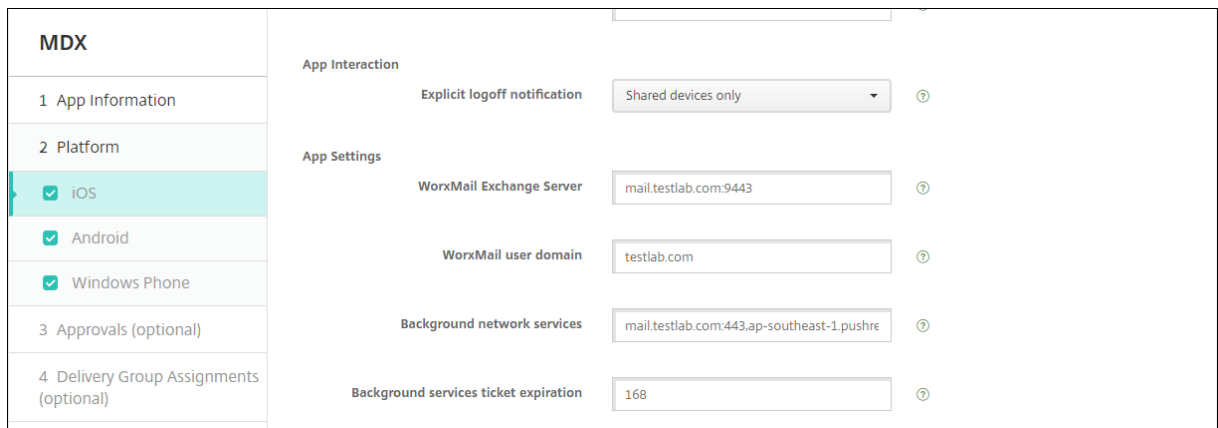 MDX
1 App Information
2 Platform
iOS
Android
Windows Phone
3 Approvals (optional)
4 Delivery Group Assignments
(optional)
App Interaction
Explicit logoff notification
Shared devices only
App Settings
WorxMail Exchange Server
mail.testlab.com:9443
WorxMail user domain
testlab.com
Background network services
mail.testlab.com:443,ap-southeast-1.pushre
Background services ticket expiration
168